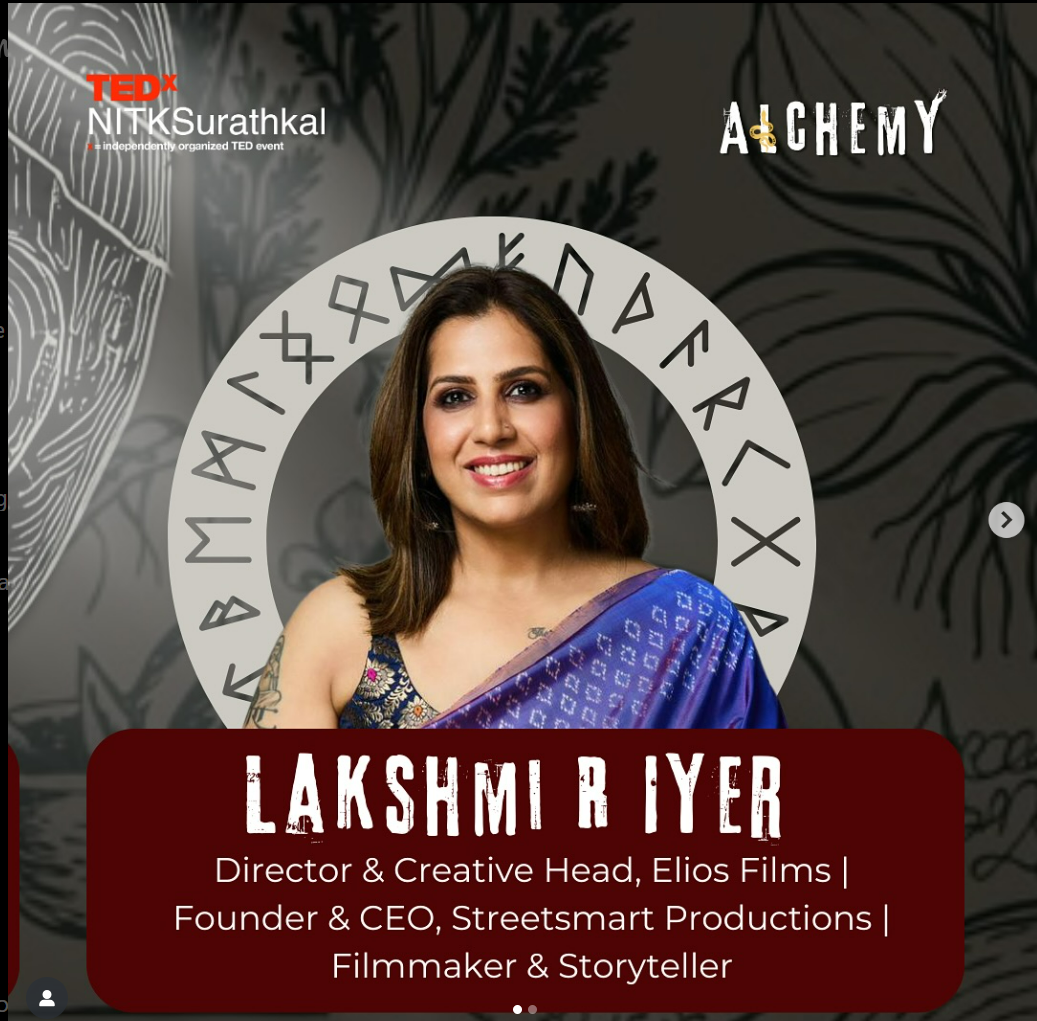 TEDx
NITKSurathkal
x = independently organized TED event
ALCHEMY
LAKSHMI R IYER
Director & Creative Head, Elios Films |
Founder & CEO, Streetsmart Productions |
Filmmaker & Storyteller